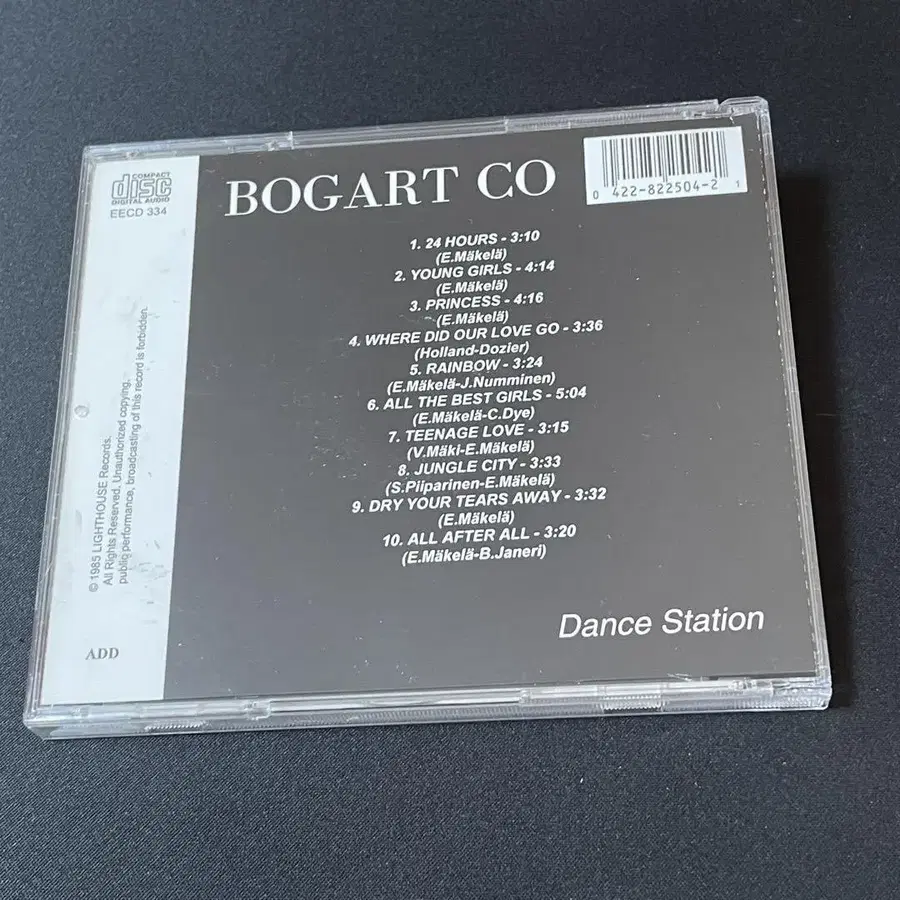 COMPACT
disc
DIGITAL AUDIO
EECD 334
BOGART CO
0 422-822504-2 1
1. 24 HOURS - 3:10
(E.Mäkelä)
2. YOUNG GIRLS - 4:14
(E.Mäkelä)
3. PRINCESS - 4:16
(E.Mäkelä)
4. WHERE DID OUR LOVE GO - 3:36
(Holland-Dozier)
5. RAINBOW - 3:24
(E.Mäkelä-J.Numminen)
6. ALL THE BEST GIRLS - 5:04
(E.Mäkelä-C.Dye)
7. TEENAGE LOVE - 3:15
(V.Mäki-E.Mäkelä)
8. JUNGLE CITY - 3:33
(S.Piiparinen-E.Mäkelä)
9. DRY YOUR TEARS AWAY - 3:32
(E.Mäkelä)
10. ALL AFTER ALL - 3:20
(E.Mäkelä-B.Janeri)
Dance Station
© 1985 LIGHTHOUSE Records.
All Rights Reserved. Unauthorized copying,
public performance, broadcasting of this record is forbidden.
ADD